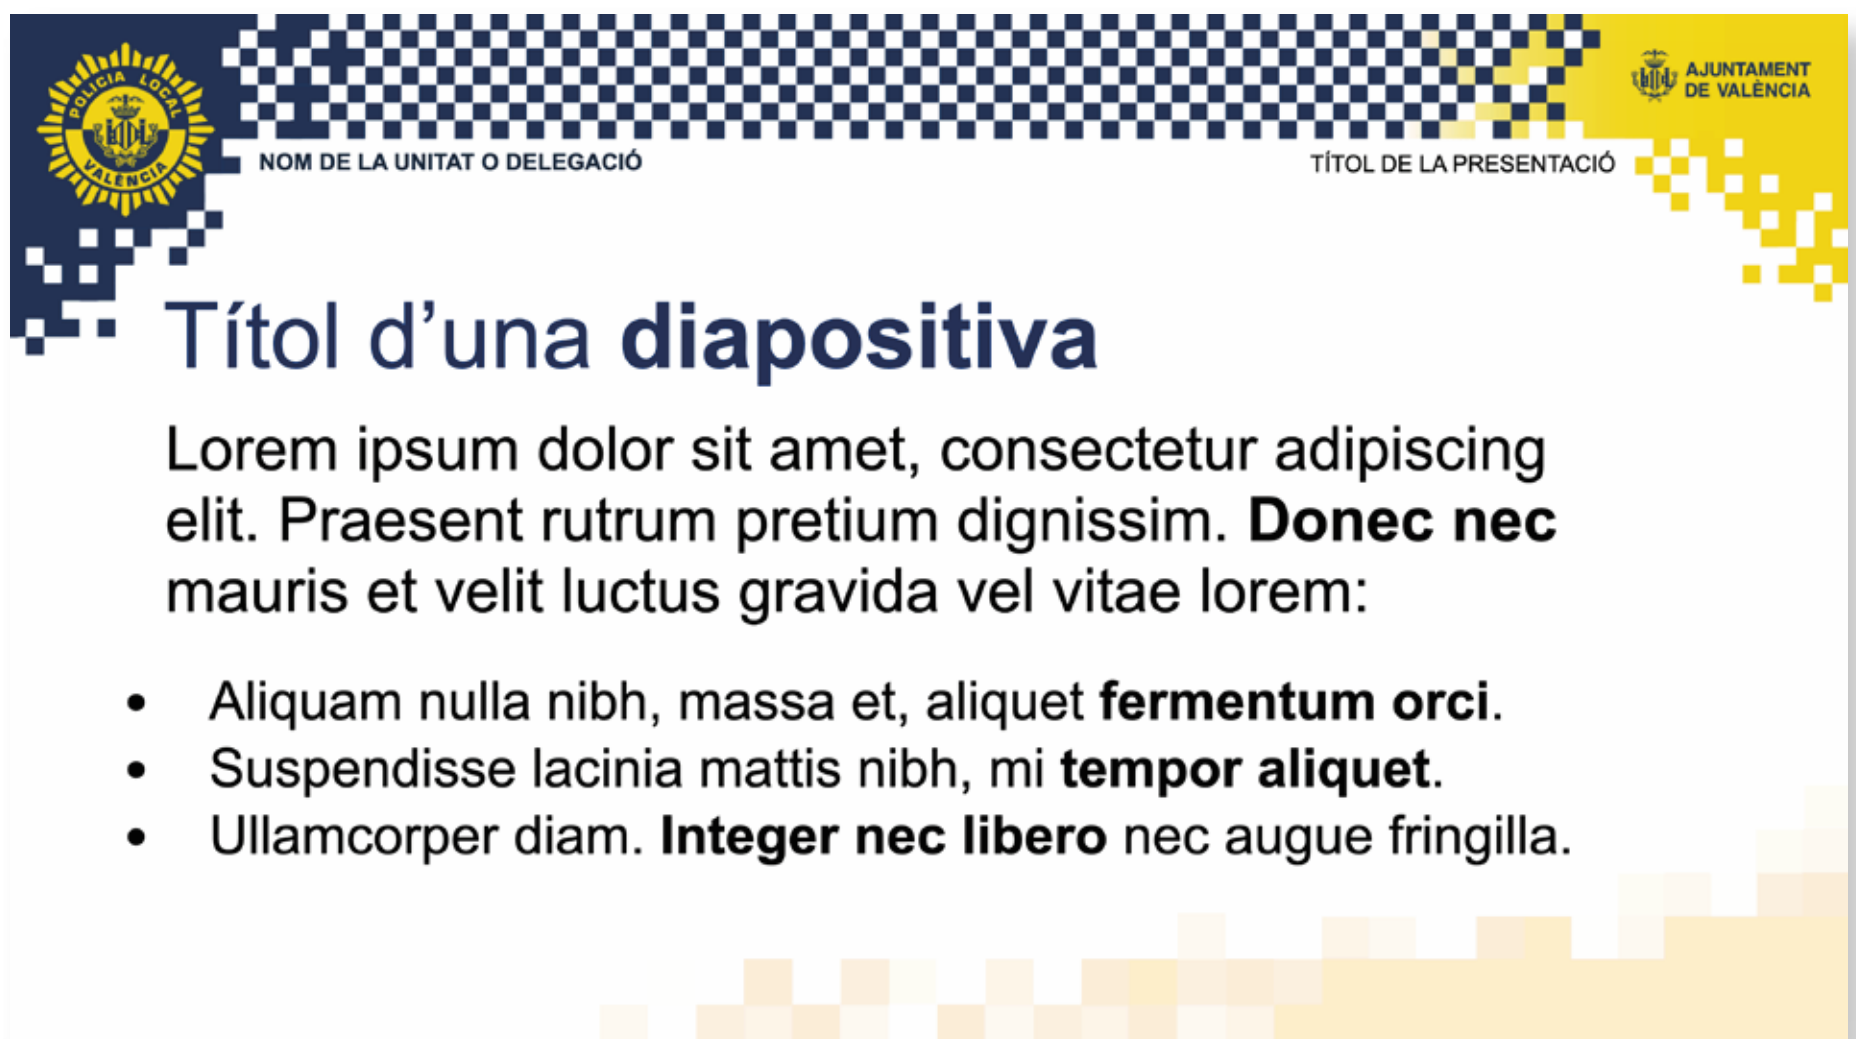 POLICIA LOCAL
VALÈNCIA
AJUNTAMENT
DE VALÈNCIA
NOM DE LA UNITAT O DELEGACIÓ
TÍTOL DE LA PRESENTACIÓ
Títol d’una diapositiva
Lorem ipsum dolor sit amet, consectetur adipiscing
elit. Praesent rutrum pretium dignissim. Donec nec
mauris et velit luctus gravida vel vitae lorem:
• Aliquam nulla nibh, massa et, aliquet fermentum orci.
• Suspendisse lacinia mattis nibh, mi tempor aliquet.
• Ullamcorper diam. Integer nec libero nec augue fringilla.